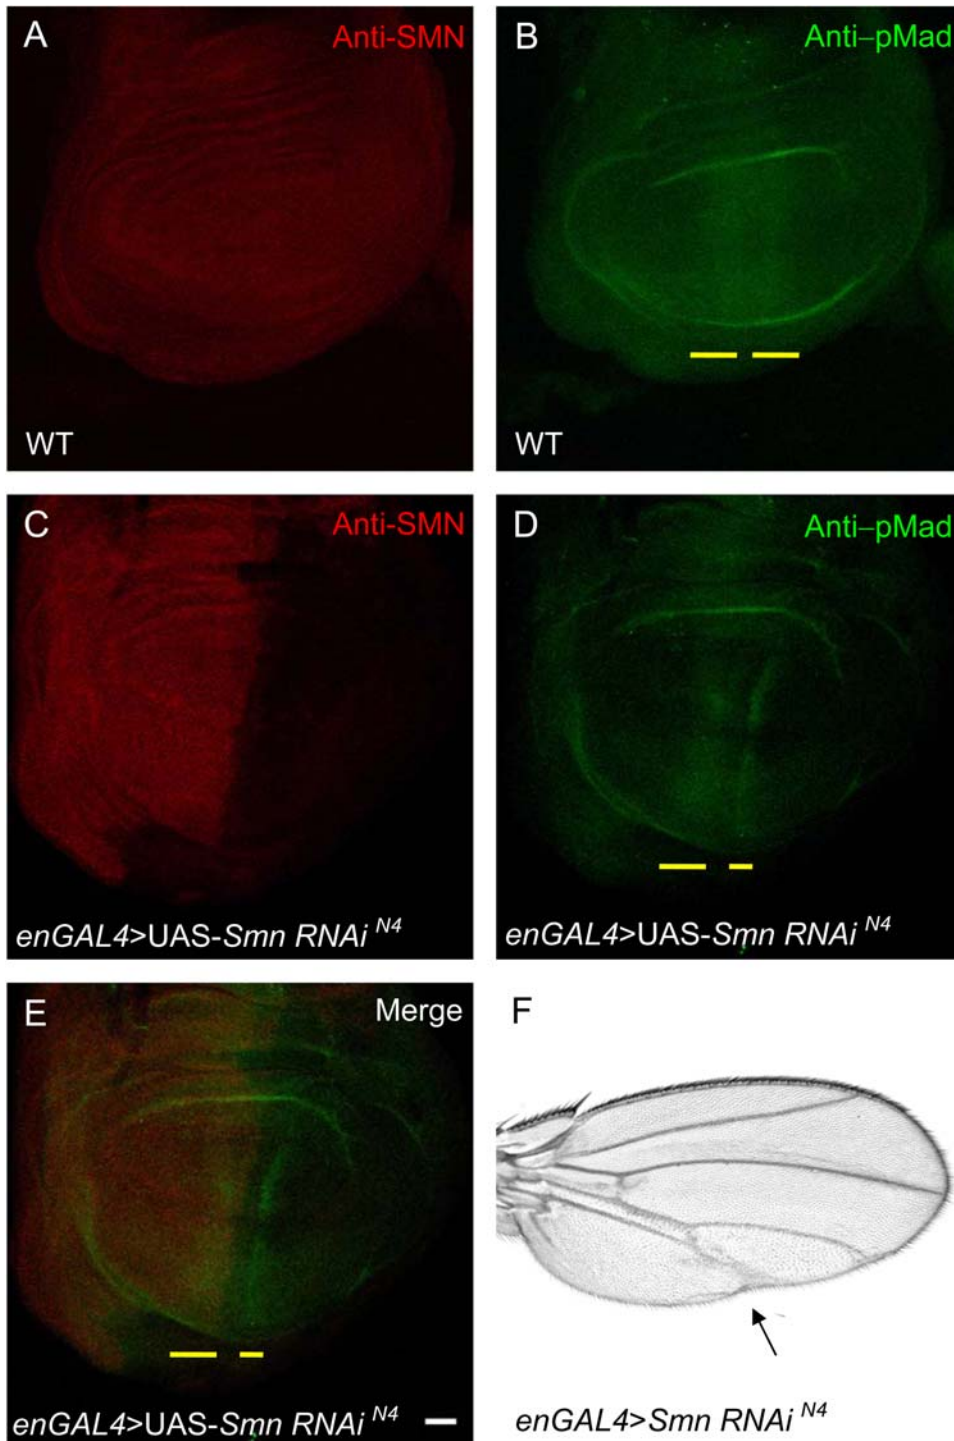 A
Anti-SMN
WT
B
Anti–pMad
WT
C
Anti-SMN
enGAL4>UAS-Smn RNAi N4
D
Anti–pMad
enGAL4>UAS-Smn RNAi N4
E
Merge
enGAL4>UAS-Smn RNAi N4
F
enGAL4>Smn RNAi N4